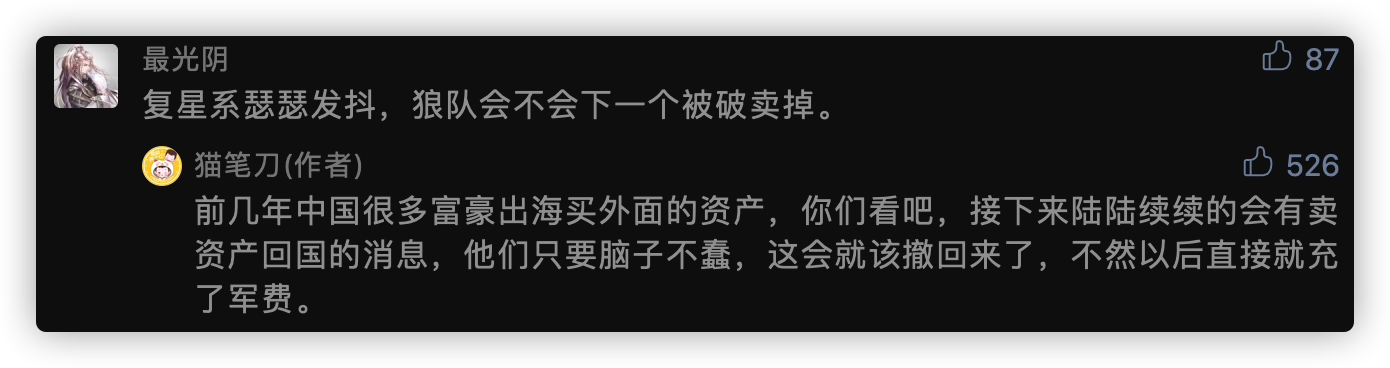 最光阴
87
复星系瑟瑟发抖，狼队会不会下一个被破卖掉。
猫笔刀(作者)
526
前几年中国很多富豪出海买外面的资产，你们看吧，接下来陆陆续续的会有卖
资产回国的消息，他们只要脑子不蠢，这会就该撤回来了，不然以后直接就充
了军费。